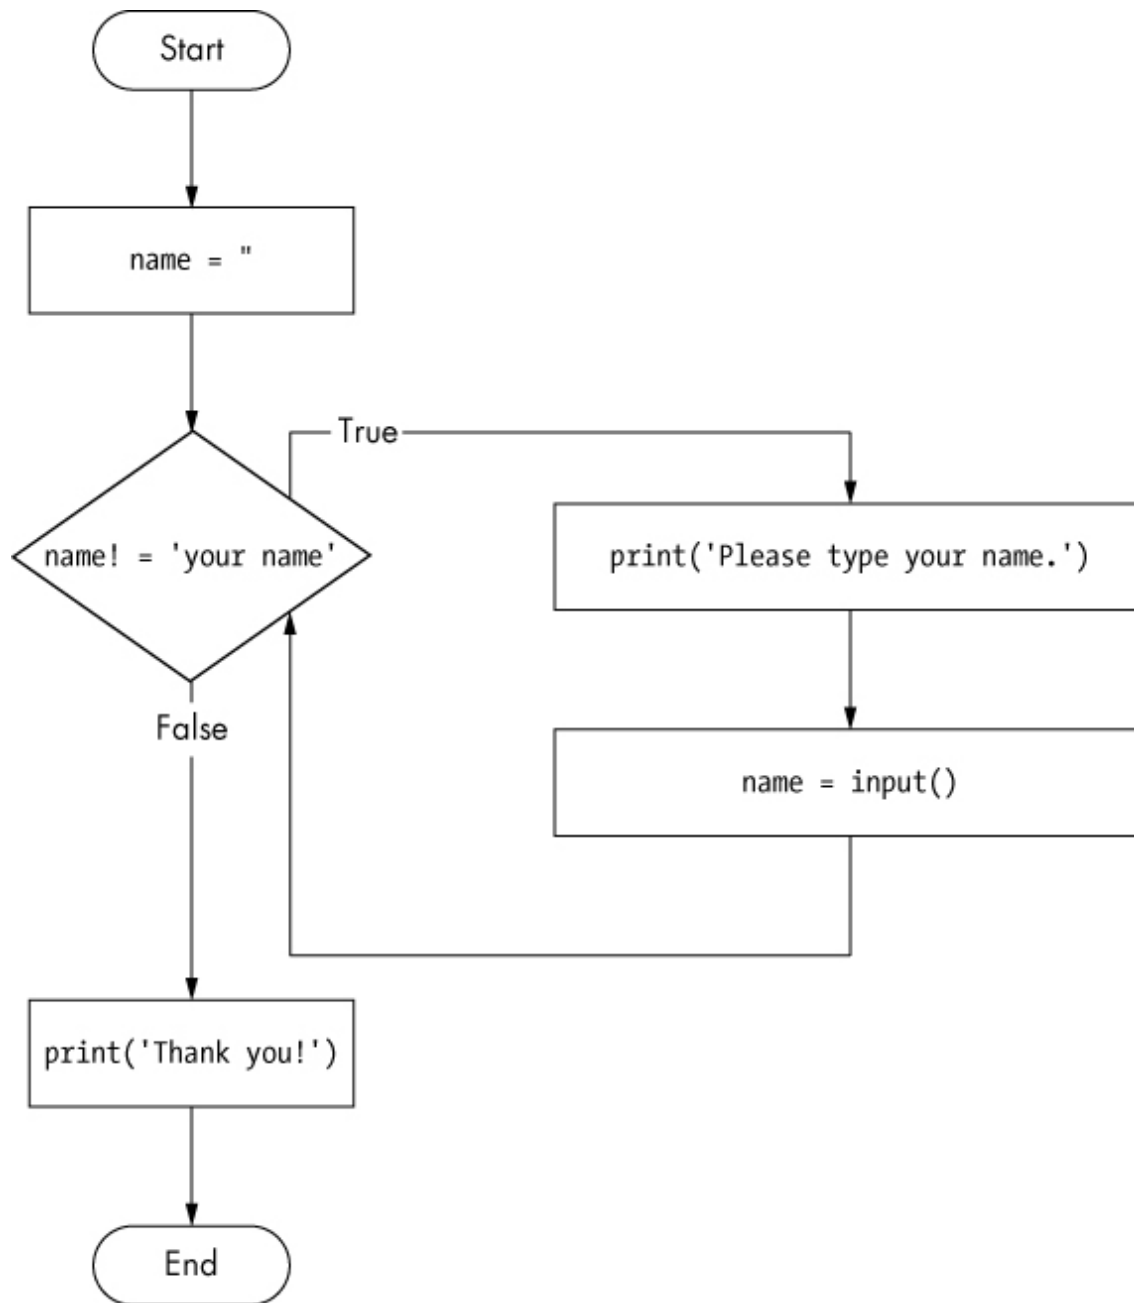 Start
name = "
True
name! = 'your name'
print('Please type your name.')
False
name = input()
print('Thank you!')
End